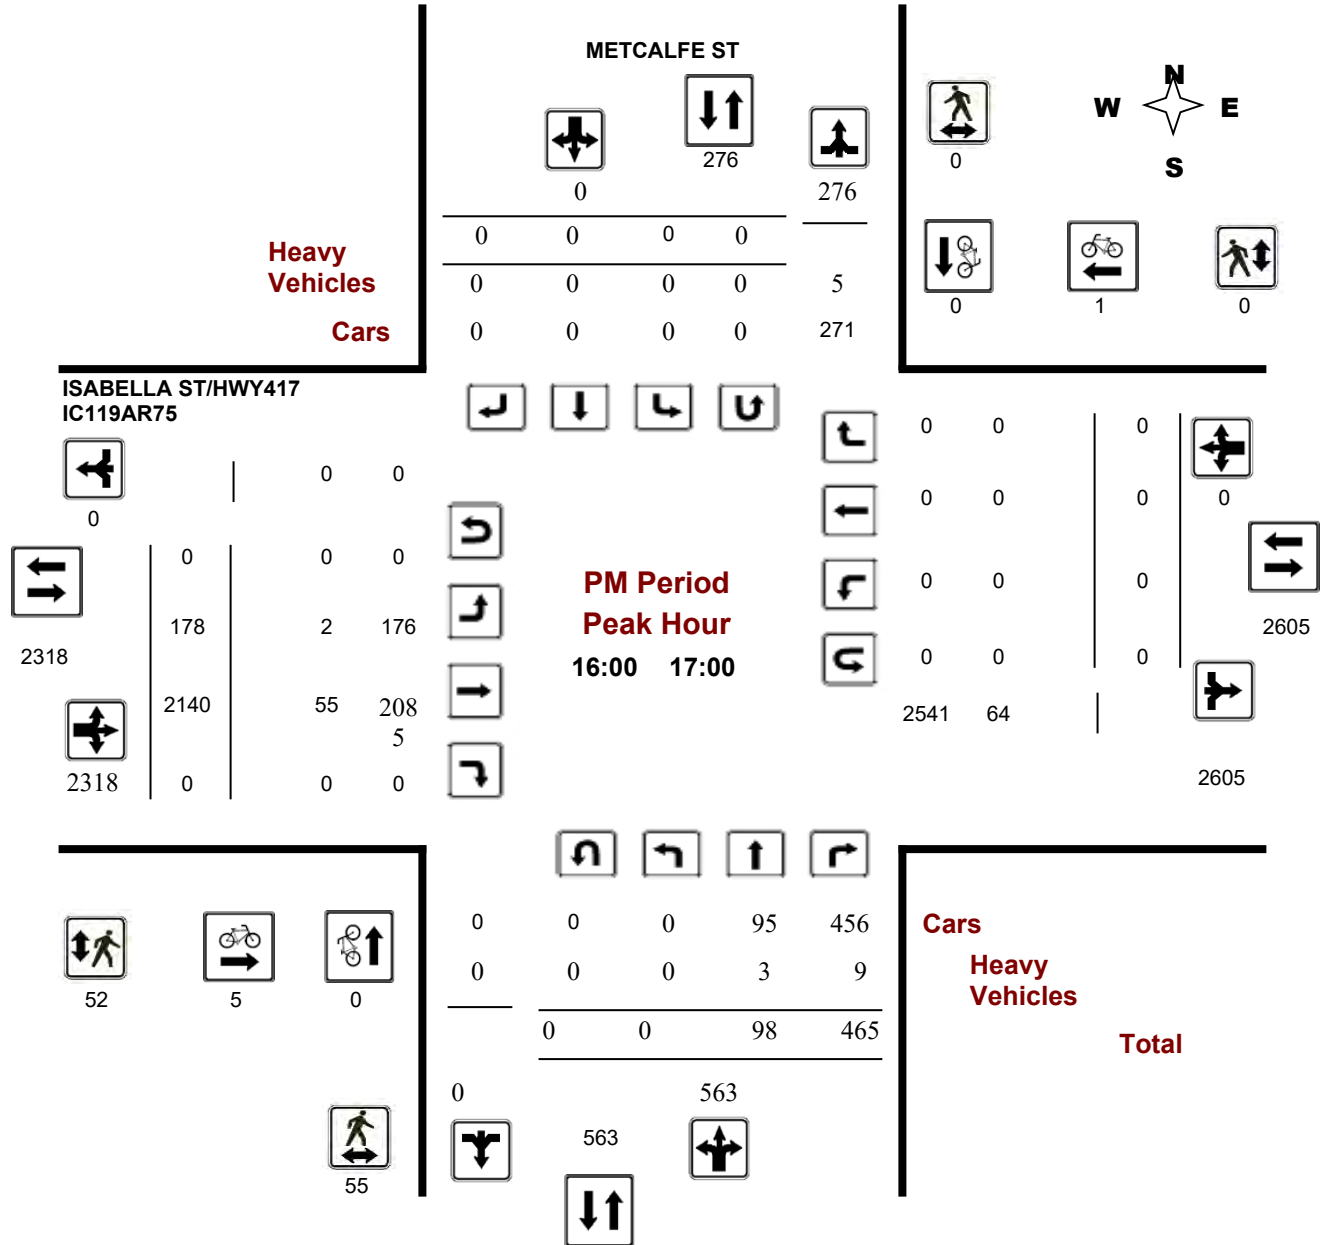 METCALFE ST
N
W E
S
276
0
0 276
0 0 0 0
Heavy
Vehicles
0 0 0 0 5
Cars
0 0 0 0 271
0 1 0
ISABELLA ST/HWY417
IC119AR75
0 0 0
0 0
0
0 0 0 0
0
0 0 0
0 0 0
PM Period
Peak Hour
16:00 17:00
178 2 176
2318
2605
0 0 0
2140 55 208
5
2541 64
2318 0 0 0
2605
0 0 0 95 456
Cars
0 0 0 3 9
Heavy
Vehicles
52 5 0
0 0 98 465
Total
0 563
563
55